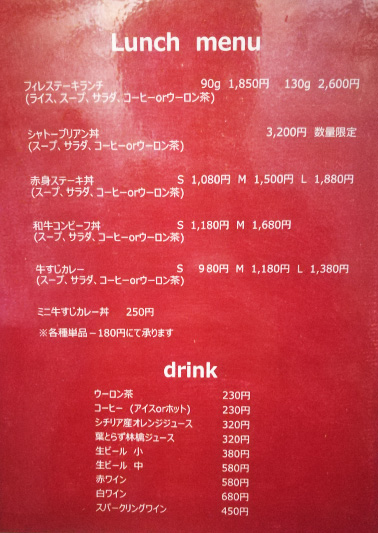 Lunch menu
フィレステーキランチ 90g 1,850円 130g 2,600円
(ライス、スープ、サラダ、コーヒーorウーロン茶)
シャトーブリアン丼 3,200円 数量限定
(スープ、サラダ、コーヒーorウーロン茶)
赤身ステーキ丼 S 1,080円 M 1,500円 L 1,880円
(スープ、サラダ、コーヒーorウーロン茶)
和牛コンビーフ丼 S 1,180円 M 1,680円
(スープ、サラダ、コーヒーorウーロン茶)
牛すじカレー S 980円 M 1,180円 L 1,380円
(スープ、サラダ、コーヒーorウーロン茶)
ミニ牛すじカレー丼 250円
※各種単品－180円にて承ります
drink
ウーロン茶 230円
コーヒー (アイスorホット) 230円
シチリア産オレンジジュース 320円
葉とらず林檎ジュース 320円
生ビール 小 380円
生ビール 中 580円
赤ワイン 580円
白ワイン 680円
スパークリングワイン 450円